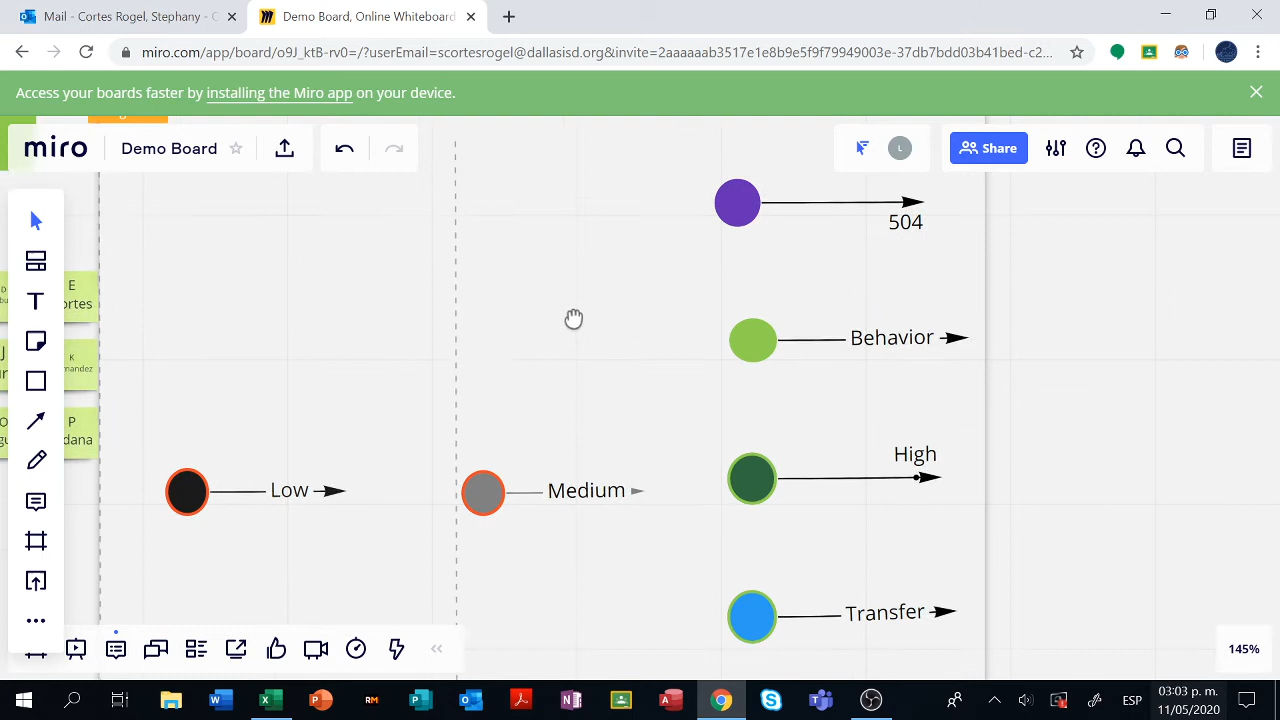 Mail - Cortes Rogel, Stephany - C
Demo Board, Online Whiteboard
miro.com/app/board/o9J_ktB-rv0=/?userEmail=scortesrogel@dallasisd.org&invite=2aaaaaab3517e1e8b9e5f9f79949003e-37db7bdd03b41bed-c2...
Access your boards faster by installing the Miro app on your device.
miro
Demo Board
L
Share
504
E
ortes
Behavior
J
K
P
dana
High
Low
Medium
Transfer
145%
ESP
03:03 p. m.
11/05/2020